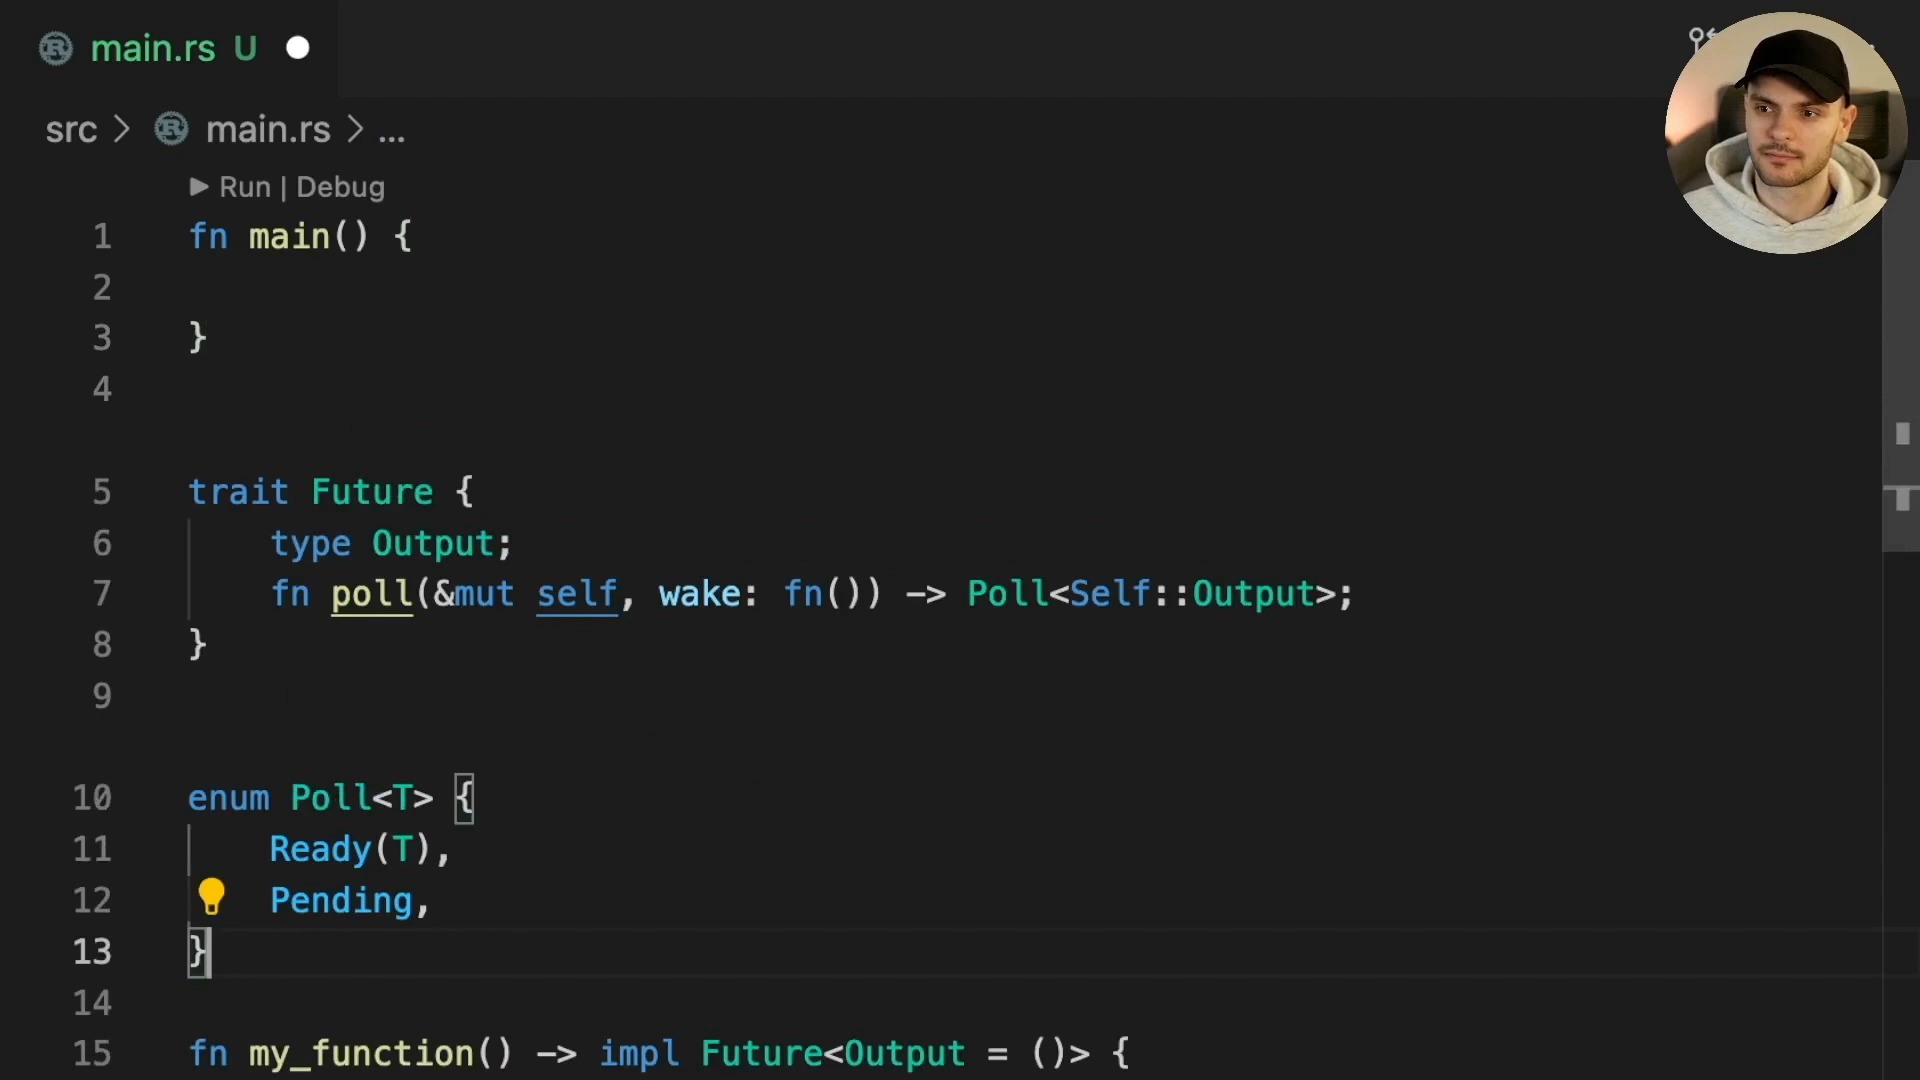 main.rs U
src > main.rs > ...
Run | Debug
1 fn main() {
2
3 }
4
5 trait Future {
6 type Output;
7 fn poll(&mut self, wake: fn()) -> Poll<Self::Output>;
8 }
9
10 enum Poll<T> {
11 Ready(T),
12 Pending,
13 }
14
15 fn my_function() -> impl Future<Output = ()> {